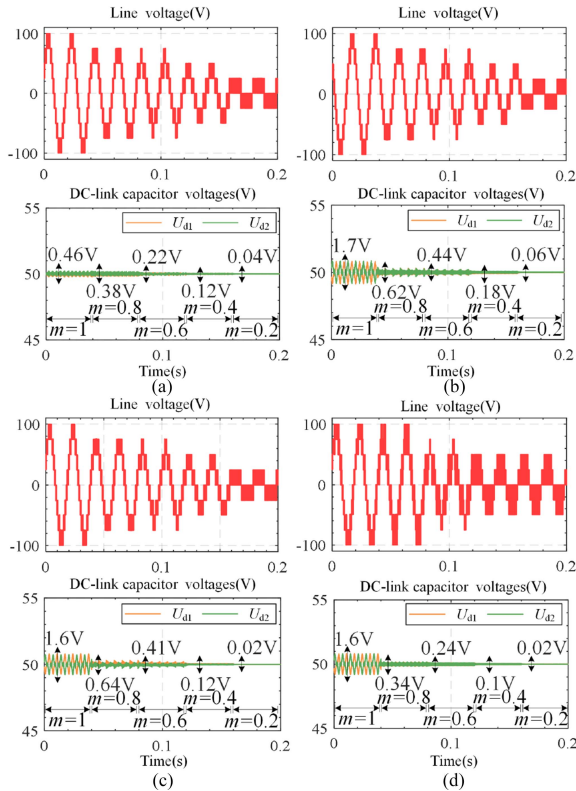 Line voltage(V)
100
0
-100
0 0.1 0.2
DC-link capacitor voltages(V)
55
Ud1 Ud2
0.46V 0.22V 0.04V
50
0.38V 0.12V
m=0.8 m=0.4
m=1 m=0.6 m=0.2
45
0 0.1 0.2
Time(s)
(a)
Line voltage(V)
100
0
-100
0 0.1 0.2
DC-link capacitor voltages(V)
55
Ud1 Ud2
1.7V 0.44V 0.06V
50
0.62V 0.18V
m=0.8 m=0.4
m=1 m=0.6 m=0.2
45
0 0.1 0.2
Time(s)
(b)
Line voltage(V)
100
0
-100
0 0.1 0.2
DC-link capacitor voltages(V)
55
Ud1 Ud2
1.6V 0.41V 0.02V
50
0.64V 0.12V
m=0.8 m=0.4
m=1 m=0.6 m=0.2
45
0 0.1 0.2
Time(s)
(c)
Line voltage(V)
100
0
-100
0 0.1 0.2
DC-link capacitor voltages(V)
55
Ud1 Ud2
1.6V 0.24V 0.02V
50
0.34V 0.1V
m=0.8 m=0.4
m=1 m=0.6 m=0.2
45
0 0.1 0.2
Time(s)
(d)